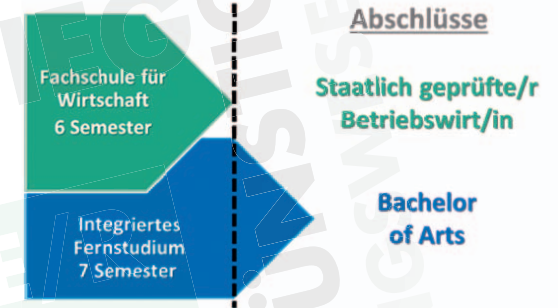 Abschlüsse
Fachschule für
Wirtschaft
6 Semester
Staatlich geprüfte/r
Betriebswirt/in
Integriertes
Fernstudium
7 Semester
Bachelor
of Arts